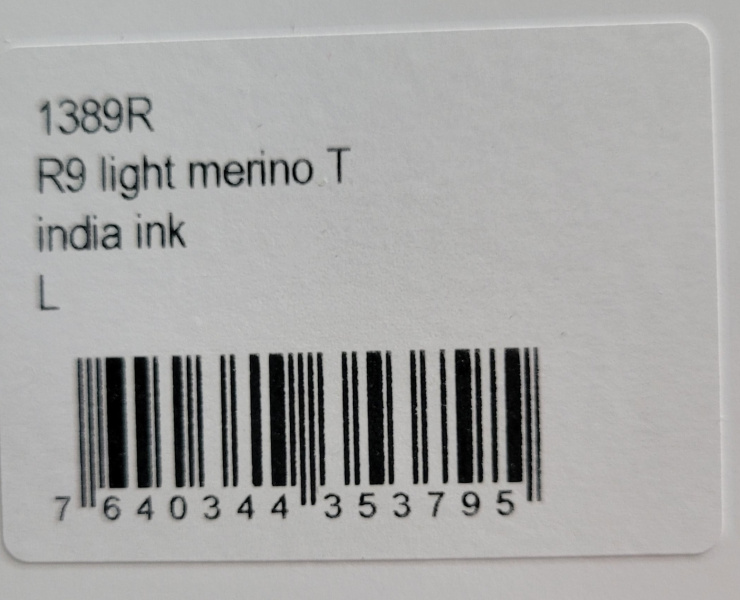 1389R
R9 light merino T
india ink
L
7 640344 353795